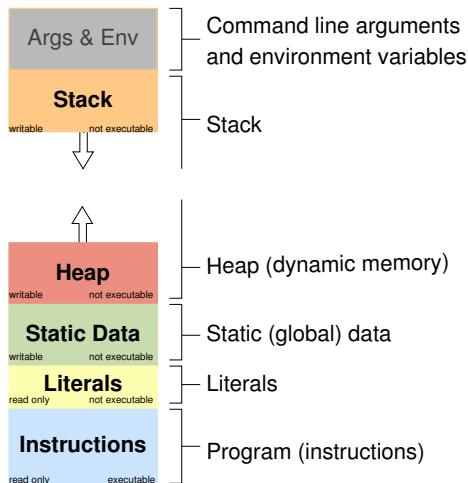 Args & Env
Command line arguments
and environment variables
Stack
writable not executable
Stack
Heap
writable not executable
Heap (dynamic memory)
Static Data
writable not executable
Static (global) data
Literals
read only not executable
Literals
Instructions
read only executable
Program (instructions)